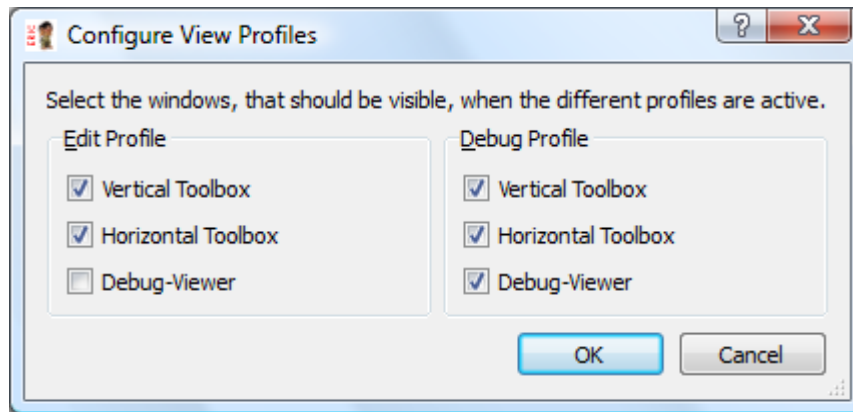 ERIC
Configure View Profiles
?
Select the windows, that should be visible, when the different profiles are active.
Edit Profile
Vertical Toolbox
Horizontal Toolbox
Debug-Viewer
Debug Profile
Vertical Toolbox
Horizontal Toolbox
Debug-Viewer
OK
Cancel